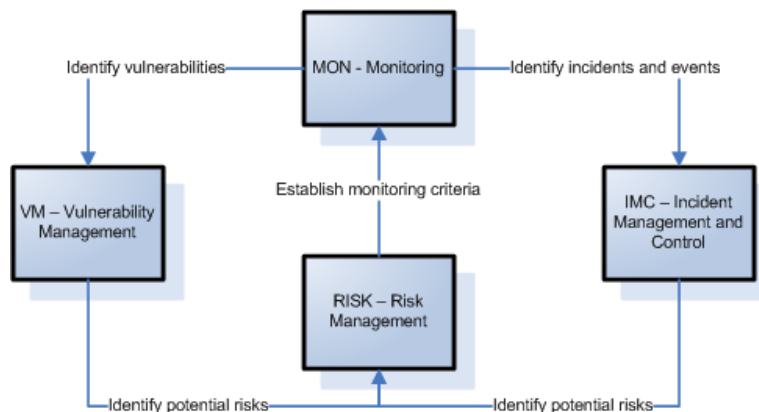 MON - Monitoring
Identify vulnerabilities
Identify incidents and events
VM – Vulnerability
Management
Establish monitoring criteria
IMC – Incident
Management and
Control
RISK – Risk
Management
Identify potential risks
Identify potential risks